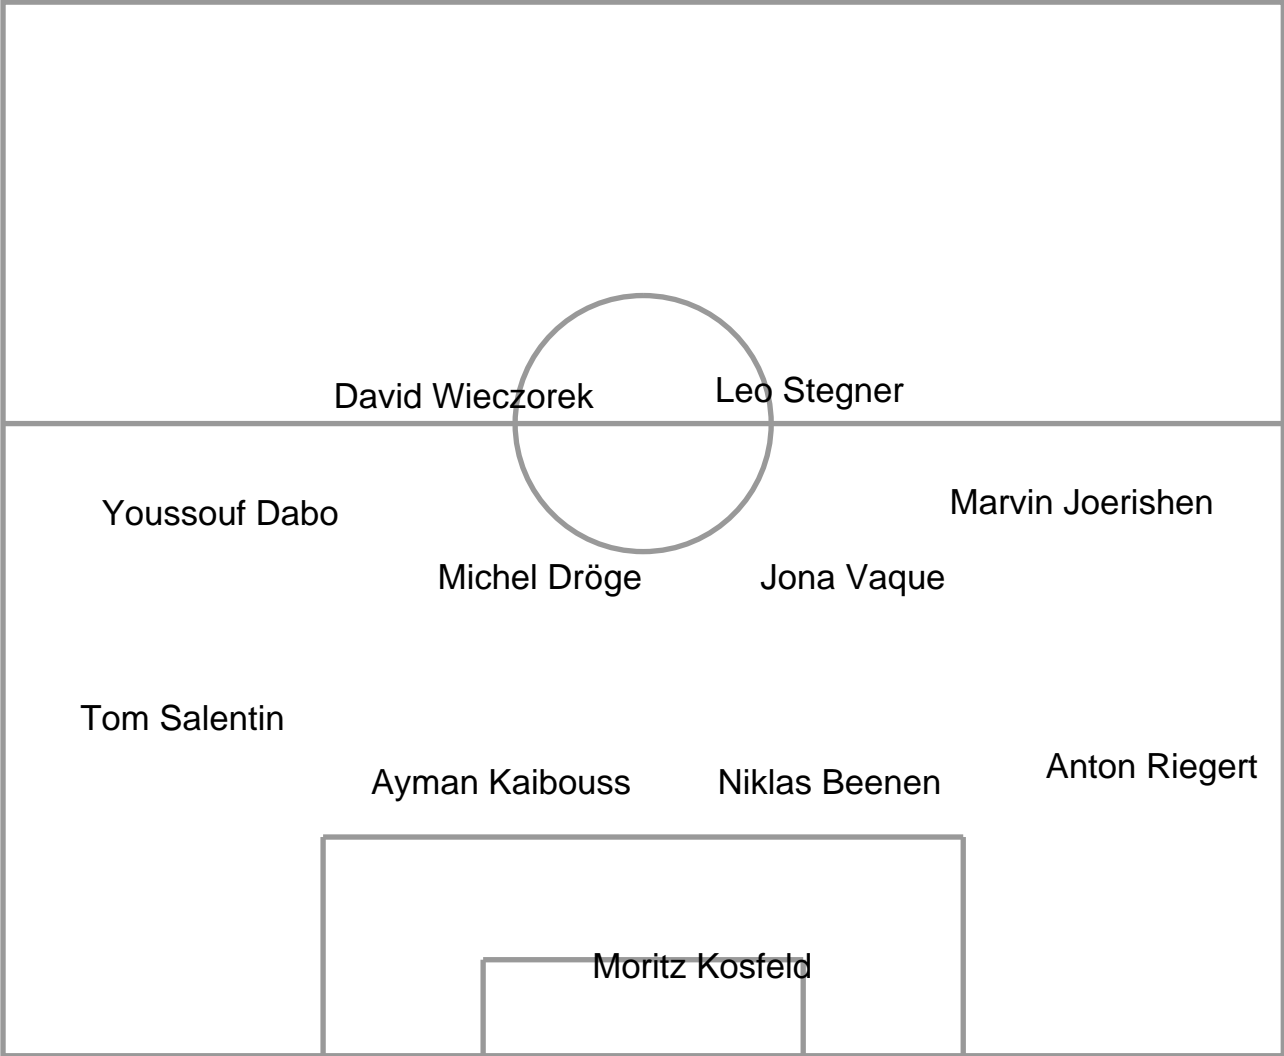 David Wieczorek
Leo Stegner
Youssouf Dabo
Marvin Joerishen
Michel Dröge
Jona Vaque
Tom Salentin
Anton Riegert
Ayman Kaibouss
Niklas Beenen
Moritz Kosfeld